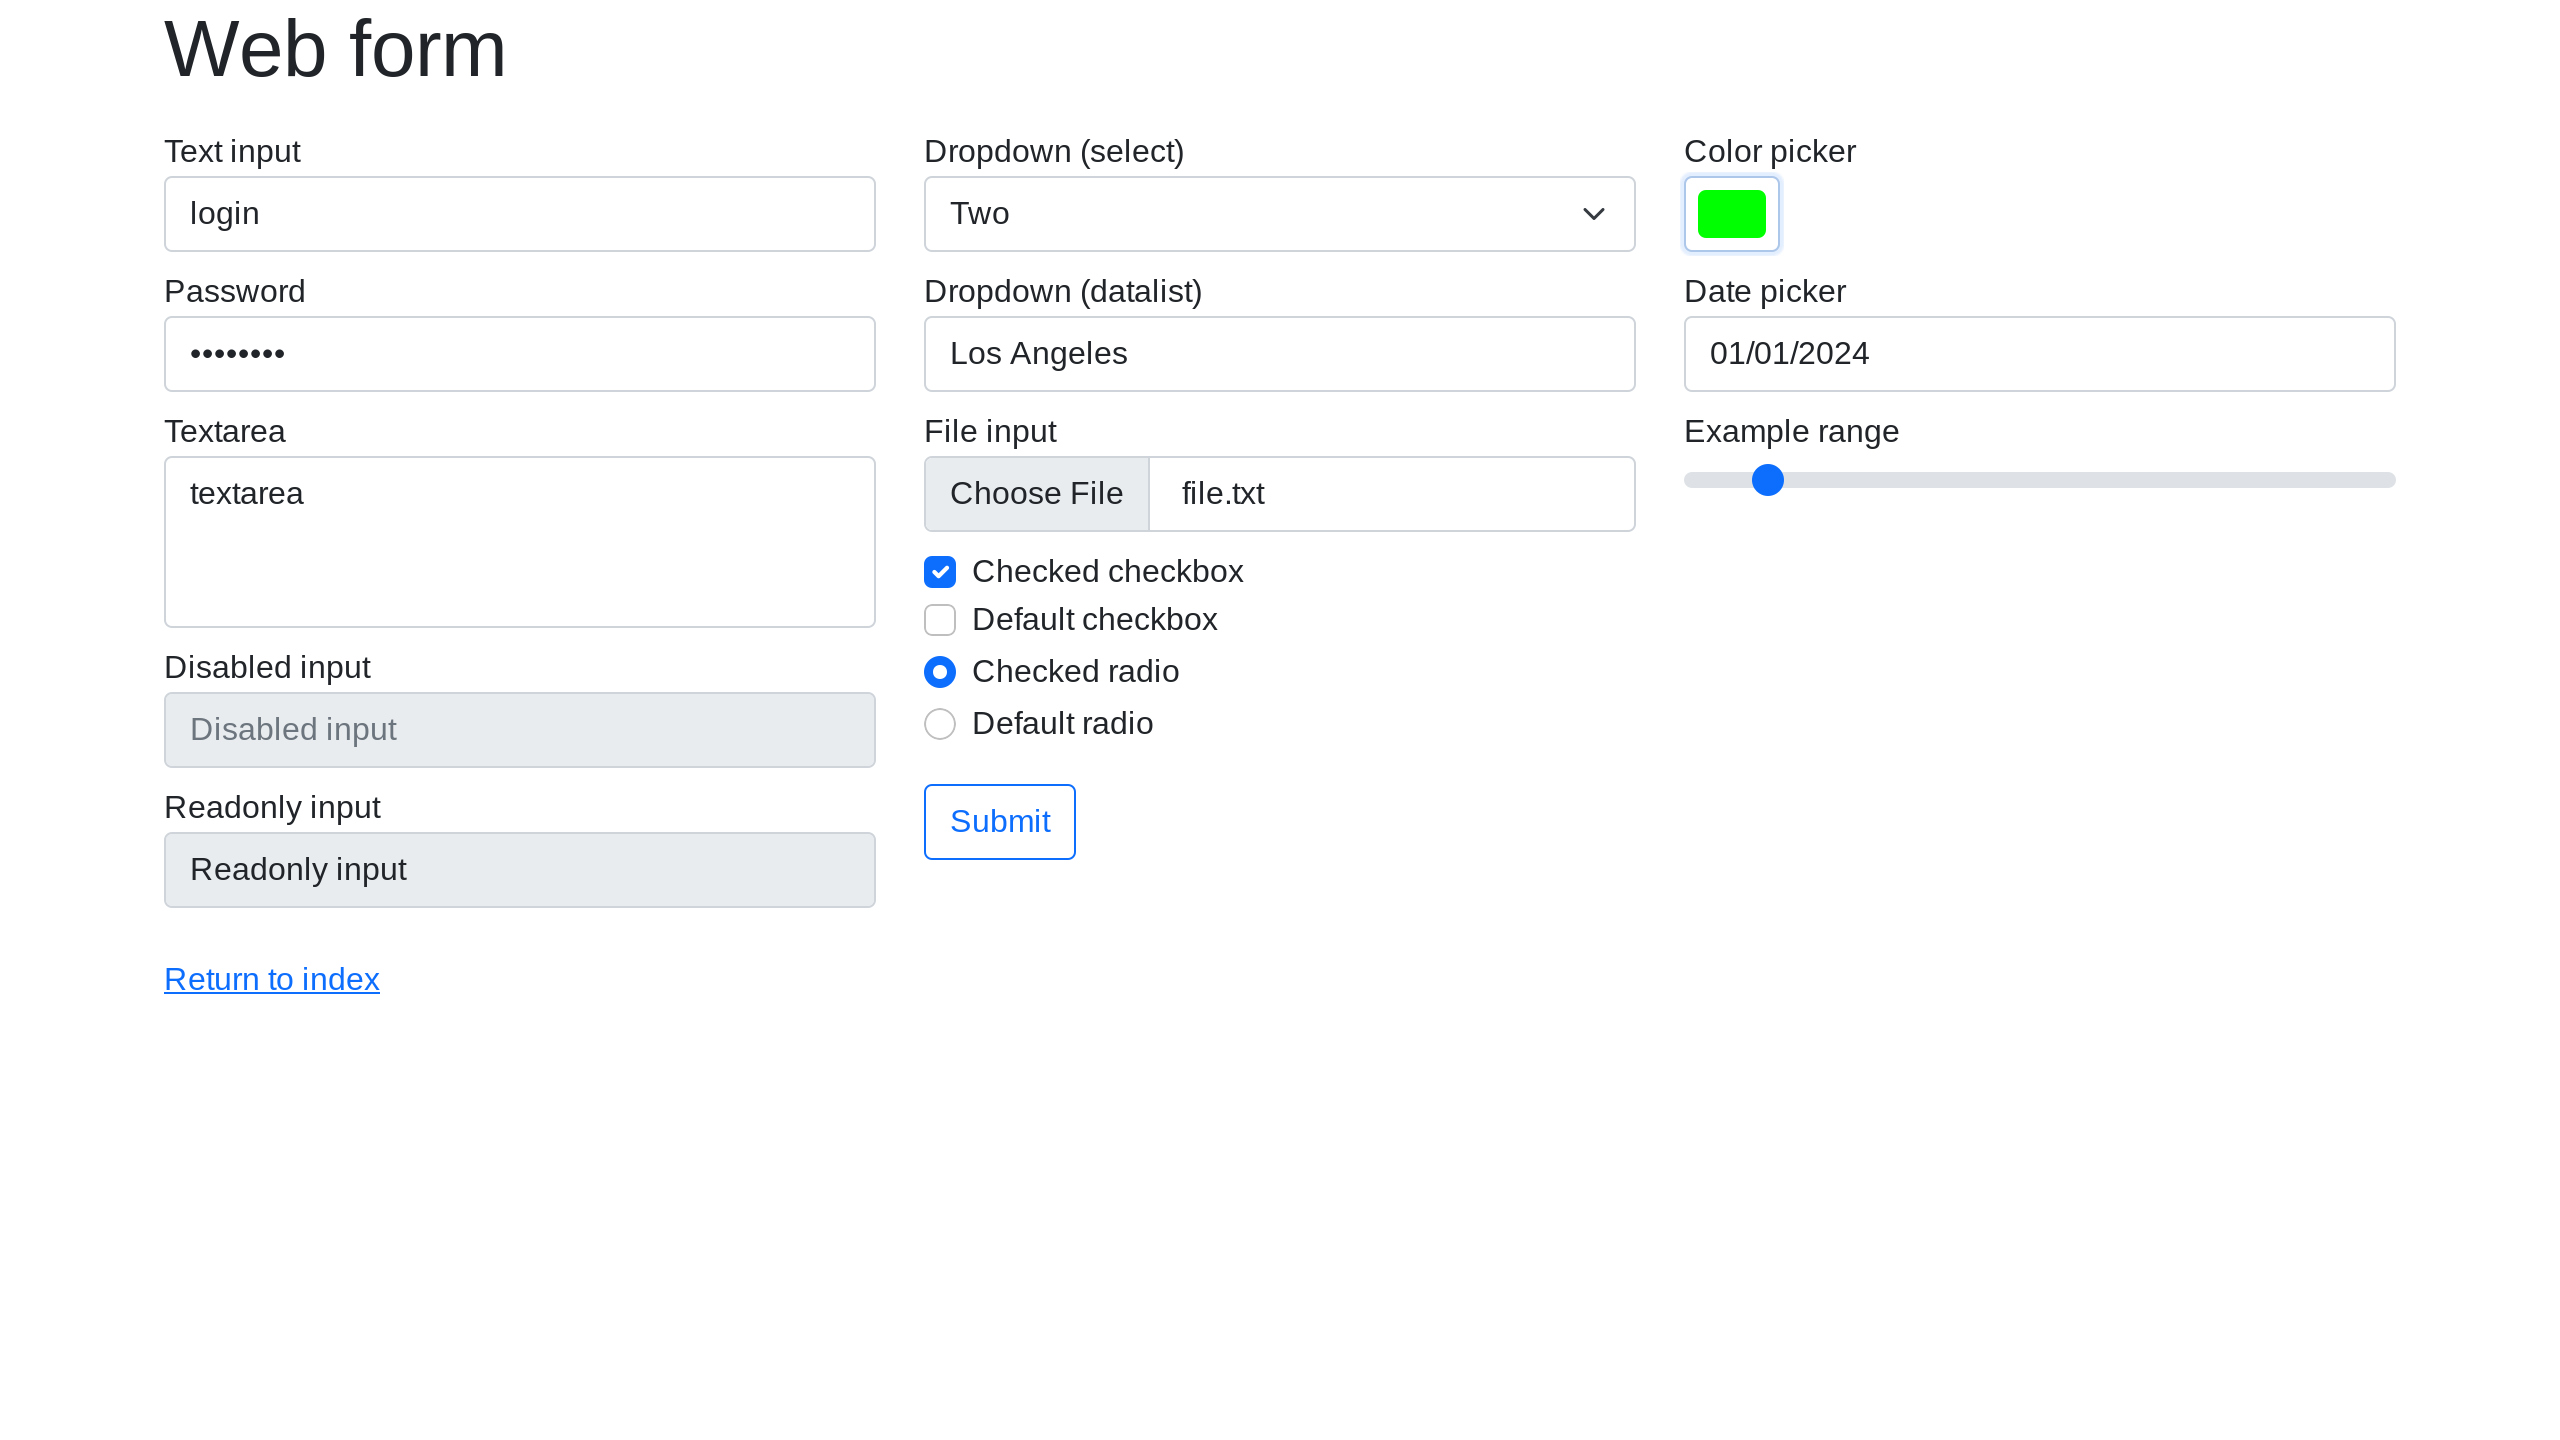 Web form
Text input
login
Password
••••••••
Textarea
textarea
Disabled input
Disabled input
Readonly input
Readonly input
Return to index
Dropdown (select)
Two
Dropdown (datalist)
Los Angeles
File input
Choose File file.txt
Checked checkbox
Default checkbox
Checked radio
Default radio
Submit
Color picker
Date picker
01/01/2024
Example range